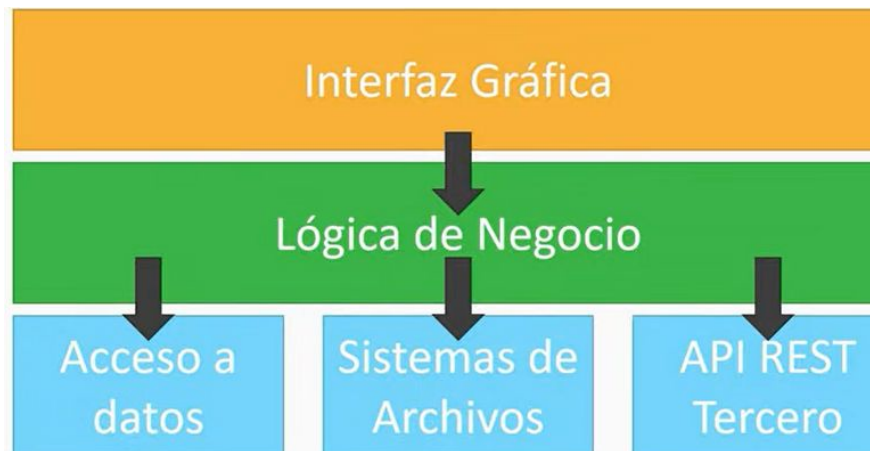 Interfaz Gráfica
Lógica de Negocio
Acceso a
datos
Sistemas de
Archivos
API REST
Tercero